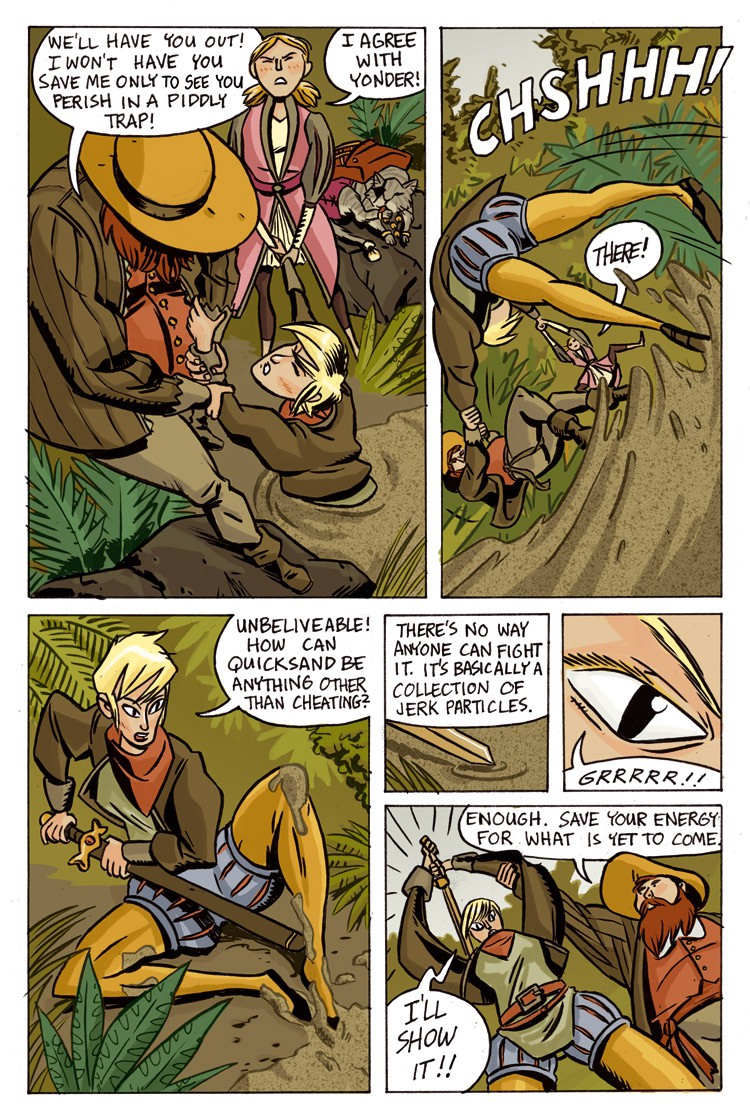 WE'LL HAVE YOU OUT!
I WON'T HAVE YOU
SAVE ME ONLY TO SEE YOU
PERISH IN A PIDDLY
TRAP!
I AGREE
WITH
YONDER!
CHSHHHH!
THERE!
UNBELIVEABLE!
HOW CAN
QUICKSAND BE
ANYTHING OTHER
THAN CHEATING?
THERE'S NO WAY
ANYONE CAN FIGHT
IT. IT'S BASICALLY A
COLLECTION OF
JERK PARTICLES.
GRRRRR!!
ENOUGH. SAVE YOUR ENERGY
FOR WHAT IS YET TO COME.
I'LL
SHOW
IT!!